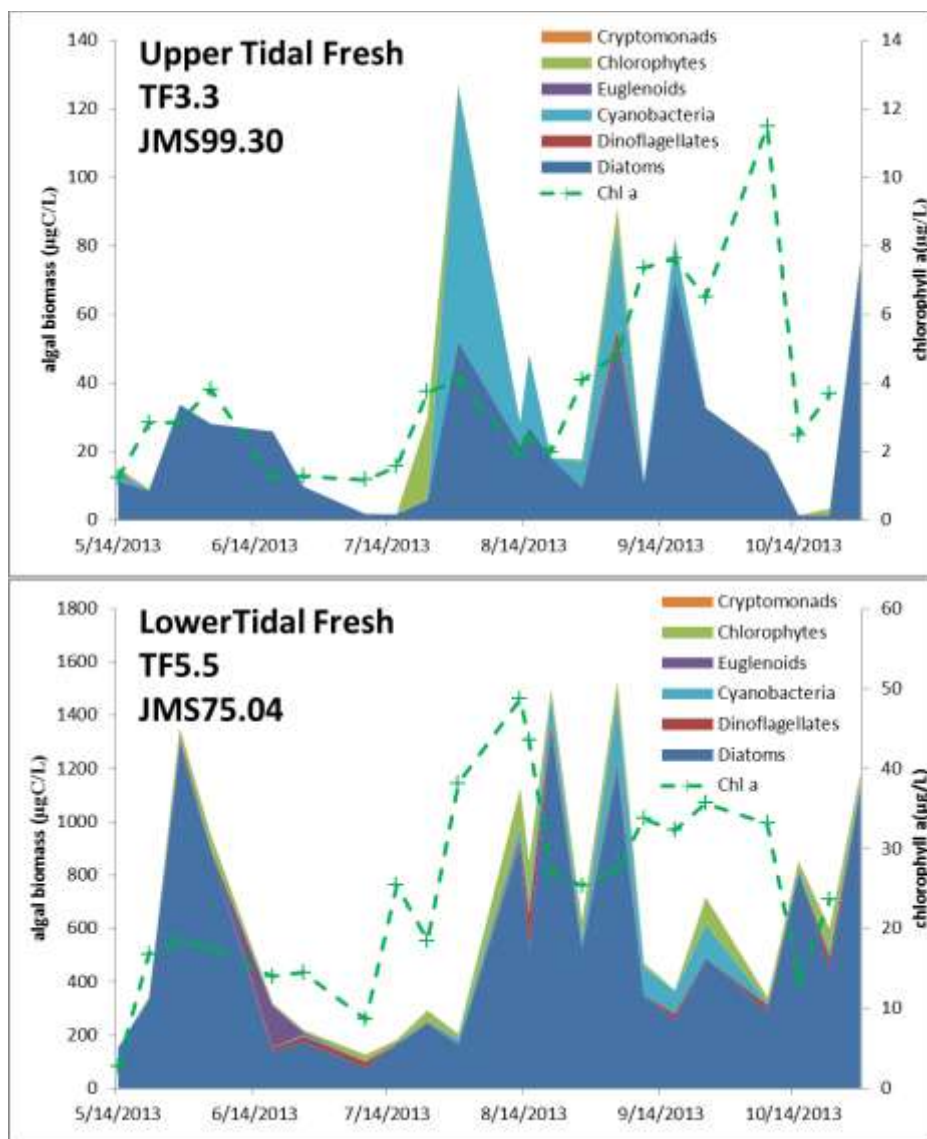 Upper Tidal Fresh
TF3.3
JMS99.30
Cryptomonads
Chlorophytes
Euglenoids
Cyanobacteria
Dinoflagellates
Diatoms
Chl a
algal biomass (µgC/L)
140
120
100
80
60
40
20
0
chlorophyll a(µg/L)
14
12
10
8
6
4
2
0
5/14/2013 6/14/2013 7/14/2013 8/14/2013 9/14/2013 10/14/2013
LowerTidal Fresh
TF5.5
JMS75.04
Cryptomonads
Chlorophytes
Euglenoids
Cyanobacteria
Dinoflagellates
Diatoms
Chl a
algal biomass (µgC/L)
1800
1600
1400
1200
1000
800
600
400
200
0
chlorophyll a(µg/L)
60
50
40
30
20
10
0
5/14/2013 6/14/2013 7/14/2013 8/14/2013 9/14/2013 10/14/2013